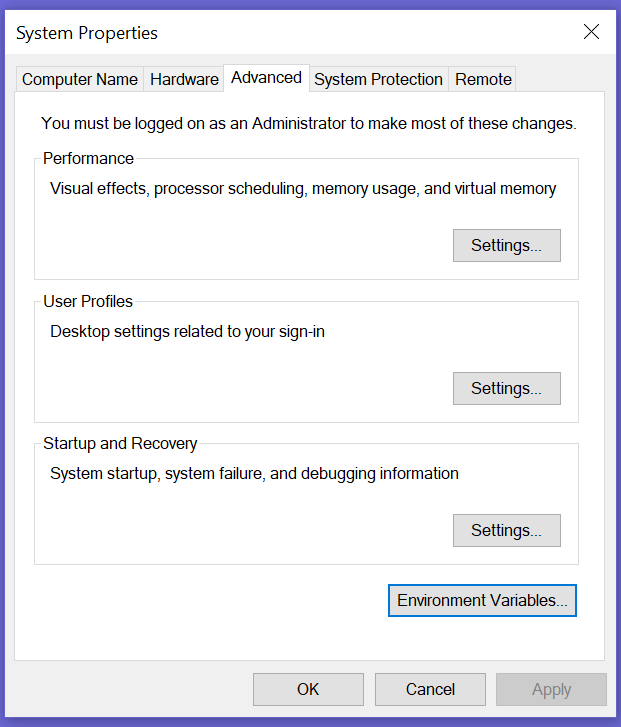 System Properties
Computer Name Hardware Advanced System Protection Remote
You must be logged on as an Administrator to make most of these changes.
Performance
Visual effects, processor scheduling, memory usage, and virtual memory
Settings...
User Profiles
Desktop settings related to your sign-in
Settings...
Startup and Recovery
System startup, system failure, and debugging information
Settings...
Environment Variables...
OK Cancel Apply